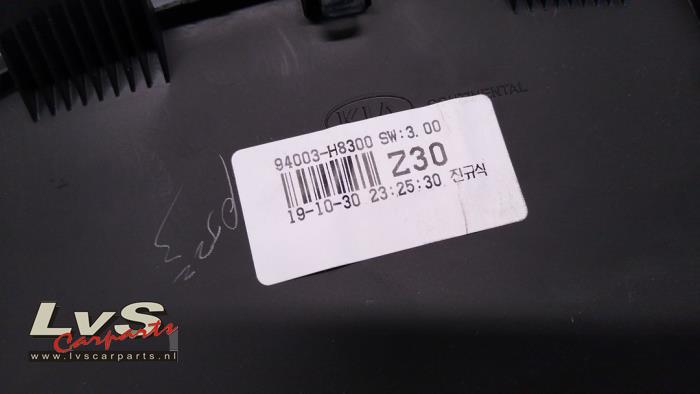 KIA CONTINENTAL
94003-H8300 SW:3.00
Z30
19-10-30 23:25:30 진규식
LvS
Carparts
www.lvscarparts.nl